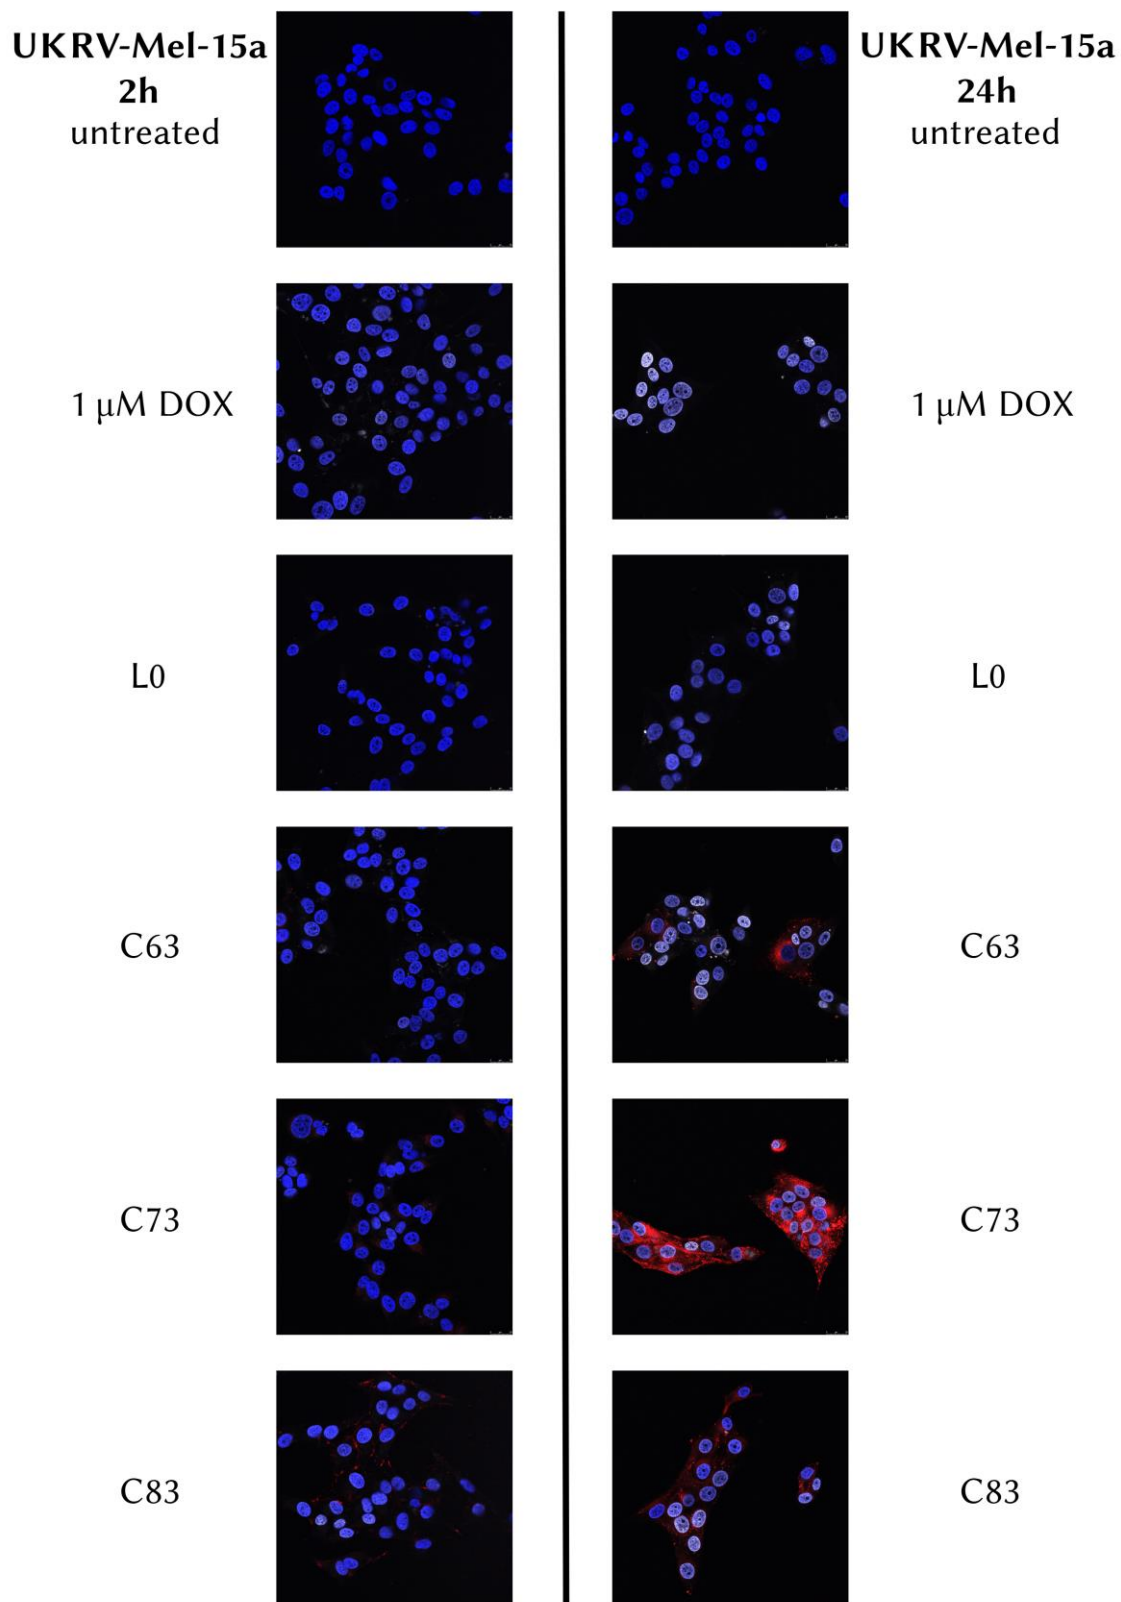 UKRV-Mel-15a
2h
untreated
UKRV-Mel-15a
24h
untreated
1 μM DOX
1 μM DOX
L0
L0
C63
C63
C73
C73
C83
C83